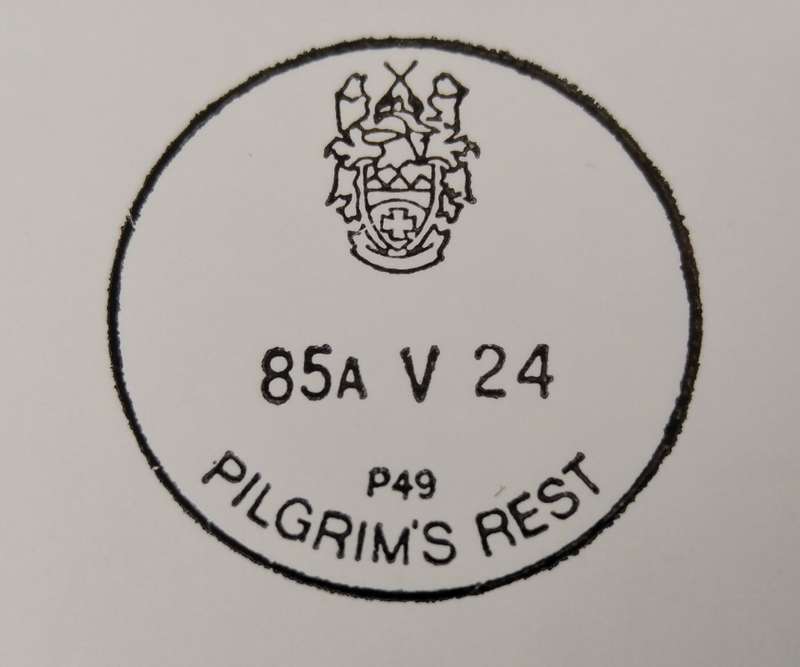 85A V 24
P49
PILGRIM'S REST